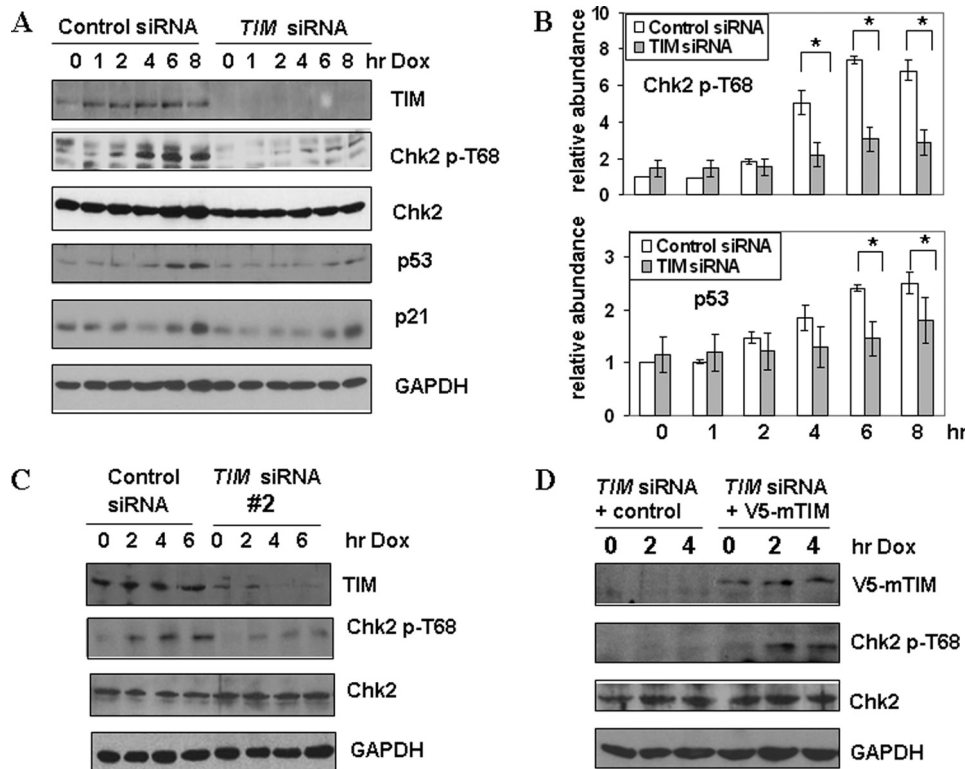 A
Control siRNA TIM siRNA
0 1 2 4 6 8 0 1 2 4 6 8 hr Dox
TIM
Chk2 p-T68
Chk2
p53
p21
GAPDH
B
relative abundance
10
8
6
4
2
0
Control siRNA
TIM siRNA
Chk2 p-T68
* * *
relative abundance
3
2
1
0
Control siRNA
TIM siRNA
p53
* *
0 1 2 4 6 8 hr
C
Control siRNA
TIM siRNA #2
0 2 4 6 0 2 4 6 hr Dox
TIM
Chk2 p-T68
Chk2
GAPDH
D
TIM siRNA + control
TIM siRNA + V5-mTIM
0 2 4 0 2 4 hr Dox
V5-mTIM
Chk2 p-T68
Chk2
GAPDH